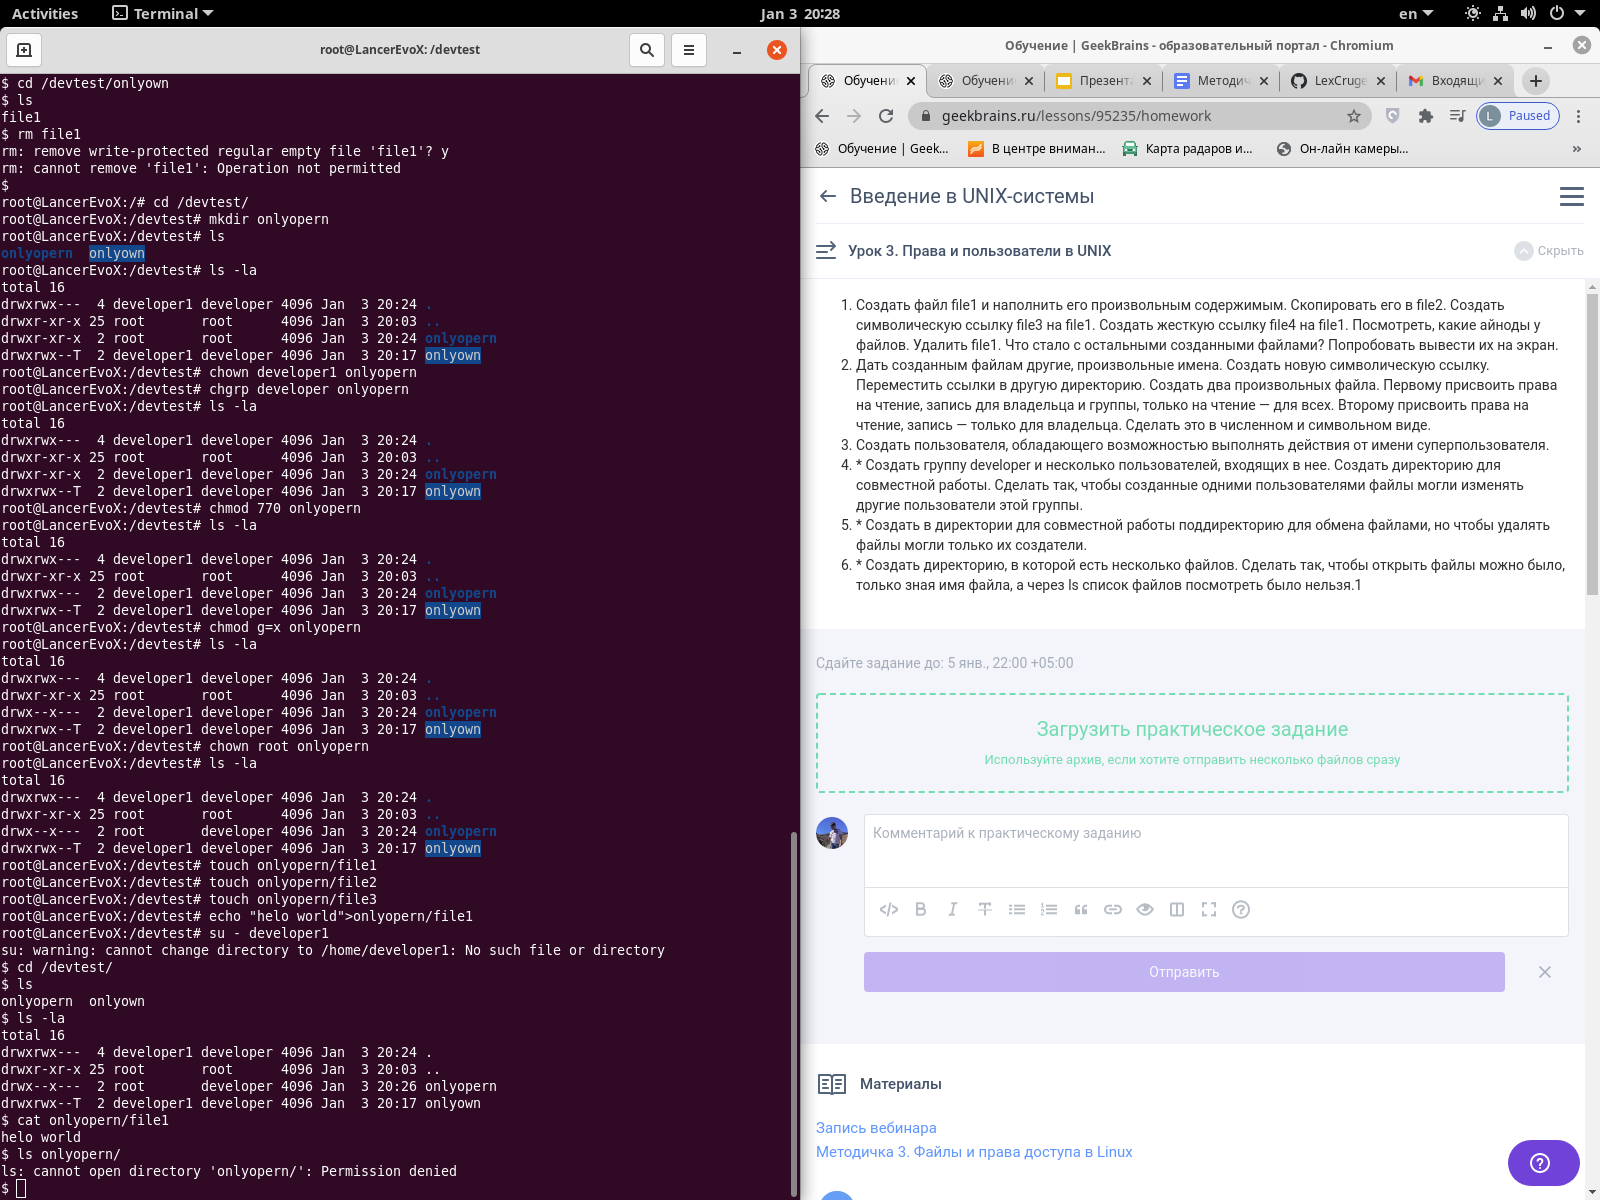 Activities
Terminal
Jan 3  20:28
en
root@LancerEvoX: /devtest
$ cd /devtest/onlyown
$ ls
file1
$ rm file1
rm: remove write-protected regular empty file 'file1'? y
rm: cannot remove 'file1': Operation not permitted
$
root@LancerEvoX:/# cd /devtest/
root@LancerEvoX:/devtest# mkdir onlyopern
root@LancerEvoX:/devtest# ls
onlyopern  onlyown
root@LancerEvoX:/devtest# ls -la
total 16
drwxrwx---  4 developer1 developer 4096 Jan  3 20:24 .
drwxr-xr-x 25 root       root      4096 Jan  3 20:03 ..
drwxr-xr-x  2 root       root      4096 Jan  3 20:24 onlyopern
drwxrwx--T  2 developer1 developer 4096 Jan  3 20:17 onlyown
root@LancerEvoX:/devtest# chown developer1 onlyopern
root@LancerEvoX:/devtest# chgrp developer onlyopern
root@LancerEvoX:/devtest# ls -la
total 16
drwxrwx---  4 developer1 developer 4096 Jan  3 20:24 .
drwxr-xr-x 25 root       root      4096 Jan  3 20:03 ..
drwxr-xr-x  2 developer1 developer 4096 Jan  3 20:24 onlyopern
drwxrwx--T  2 developer1 developer 4096 Jan  3 20:17 onlyown
root@LancerEvoX:/devtest# chmod 770 onlyopern
root@LancerEvoX:/devtest# ls -la
total 16
drwxrwx---  4 developer1 developer 4096 Jan  3 20:24 .
drwxr-xr-x 25 root       root      4096 Jan  3 20:03 ..
drwxrwx---  2 developer1 developer 4096 Jan  3 20:24 onlyopern
drwxrwx--T  2 developer1 developer 4096 Jan  3 20:17 onlyown
root@LancerEvoX:/devtest# chmod g=x onlyopern
root@LancerEvoX:/devtest# ls -la
total 16
drwxrwx---  4 developer1 developer 4096 Jan  3 20:24 .
drwxr-xr-x 25 root       root      4096 Jan  3 20:03 ..
drwx--x---  2 developer1 developer 4096 Jan  3 20:24 onlyopern
drwxrwx--T  2 developer1 developer 4096 Jan  3 20:17 onlyown
root@LancerEvoX:/devtest# chown root onlyopern
root@LancerEvoX:/devtest# ls -la
total 16
drwxrwx---  4 developer1 developer 4096 Jan  3 20:24 .
drwxr-xr-x 25 root       root      4096 Jan  3 20:03 ..
drwx--x---  2 root       developer 4096 Jan  3 20:24 onlyopern
drwxrwx--T  2 developer1 developer 4096 Jan  3 20:17 onlyown
root@LancerEvoX:/devtest# touch onlyopern/file1
root@LancerEvoX:/devtest# touch onlyopern/file2
root@LancerEvoX:/devtest# touch onlyopern/file3
root@LancerEvoX:/devtest# echo "helo world">onlyopern/file1
root@LancerEvoX:/devtest# su - developer1
su: warning: cannot change directory to /home/developer1: No such file or directory
$ cd /devtest/
$ ls
onlyopern  onlyown
$ ls -la
total 16
drwxrwx---  4 developer1 developer 4096 Jan  3 20:24 .
drwxr-xr-x 25 root       root      4096 Jan  3 20:03 ..
drwx--x---  2 root       developer 4096 Jan  3 20:26 onlyopern
drwxrwx--T  2 developer1 developer 4096 Jan  3 20:17 onlyown
$ cat onlyopern/file1
helo world
$ ls onlyopern/
ls: cannot open directory 'onlyopern/': Permission denied
$
Обучение | GeekBrains - образовательный портал - Chromium
Обучени  Обучени  Презента  Методич  LexCruge  Входящи
geekbrains.ru/lessons/95235/homework
L Paused
Обучение | Geek...  В центре вниман...  Карта радаров и...  Он-лайн камеры...  »
Введение в UNIX-системы
Урок 3. Права и пользователи в UNIX
Скрыть
1. Создать файл file1 и наполнить его произвольным содержимым. Скопировать его в file2. Создать
символическую ссылку file3 на file1. Создать жесткую ссылку file4 на file1. Посмотреть, какие айноды у
файлов. Удалить file1. Что стало с остальными созданными файлами? Попробовать вывести их на экран.
2. Дать созданным файлам другие, произвольные имена. Создать новую символическую ссылку.
Переместить ссылки в другую директорию. Создать два произвольных файла. Первому присвоить права
на чтение, запись для владельца и группы, только на чтение — для всех. Второму присвоить права на
чтение, запись — только для владельца. Сделать это в численном и символьном виде.
3. Создать пользователя, обладающего возможностью выполнять действия от имени суперпользователя.
4. * Создать группу developer и несколько пользователей, входящих в нее. Создать директорию для
совместной работы. Сделать так, чтобы созданные одними пользователями файлы могли изменять
другие пользователи этой группы.
5. * Создать в директории для совместной работы поддиректорию для обмена файлами, но чтобы удалять
файлы могли только их создатели.
6. * Создать директорию, в которой есть несколько файлов. Сделать так, чтобы открыть файлы можно было,
только зная имя файла, а через ls список файлов посмотреть было нельзя.1
Сдайте задание до: 5 янв., 22:00 +05:00
Загрузить практическое задание
Используйте архив, если хотите отправить несколько файлов сразу
Комментарий к практическому заданию
Отправить
Материалы
Запись вебинара
Методичка 3. Файлы и права доступа в Linux